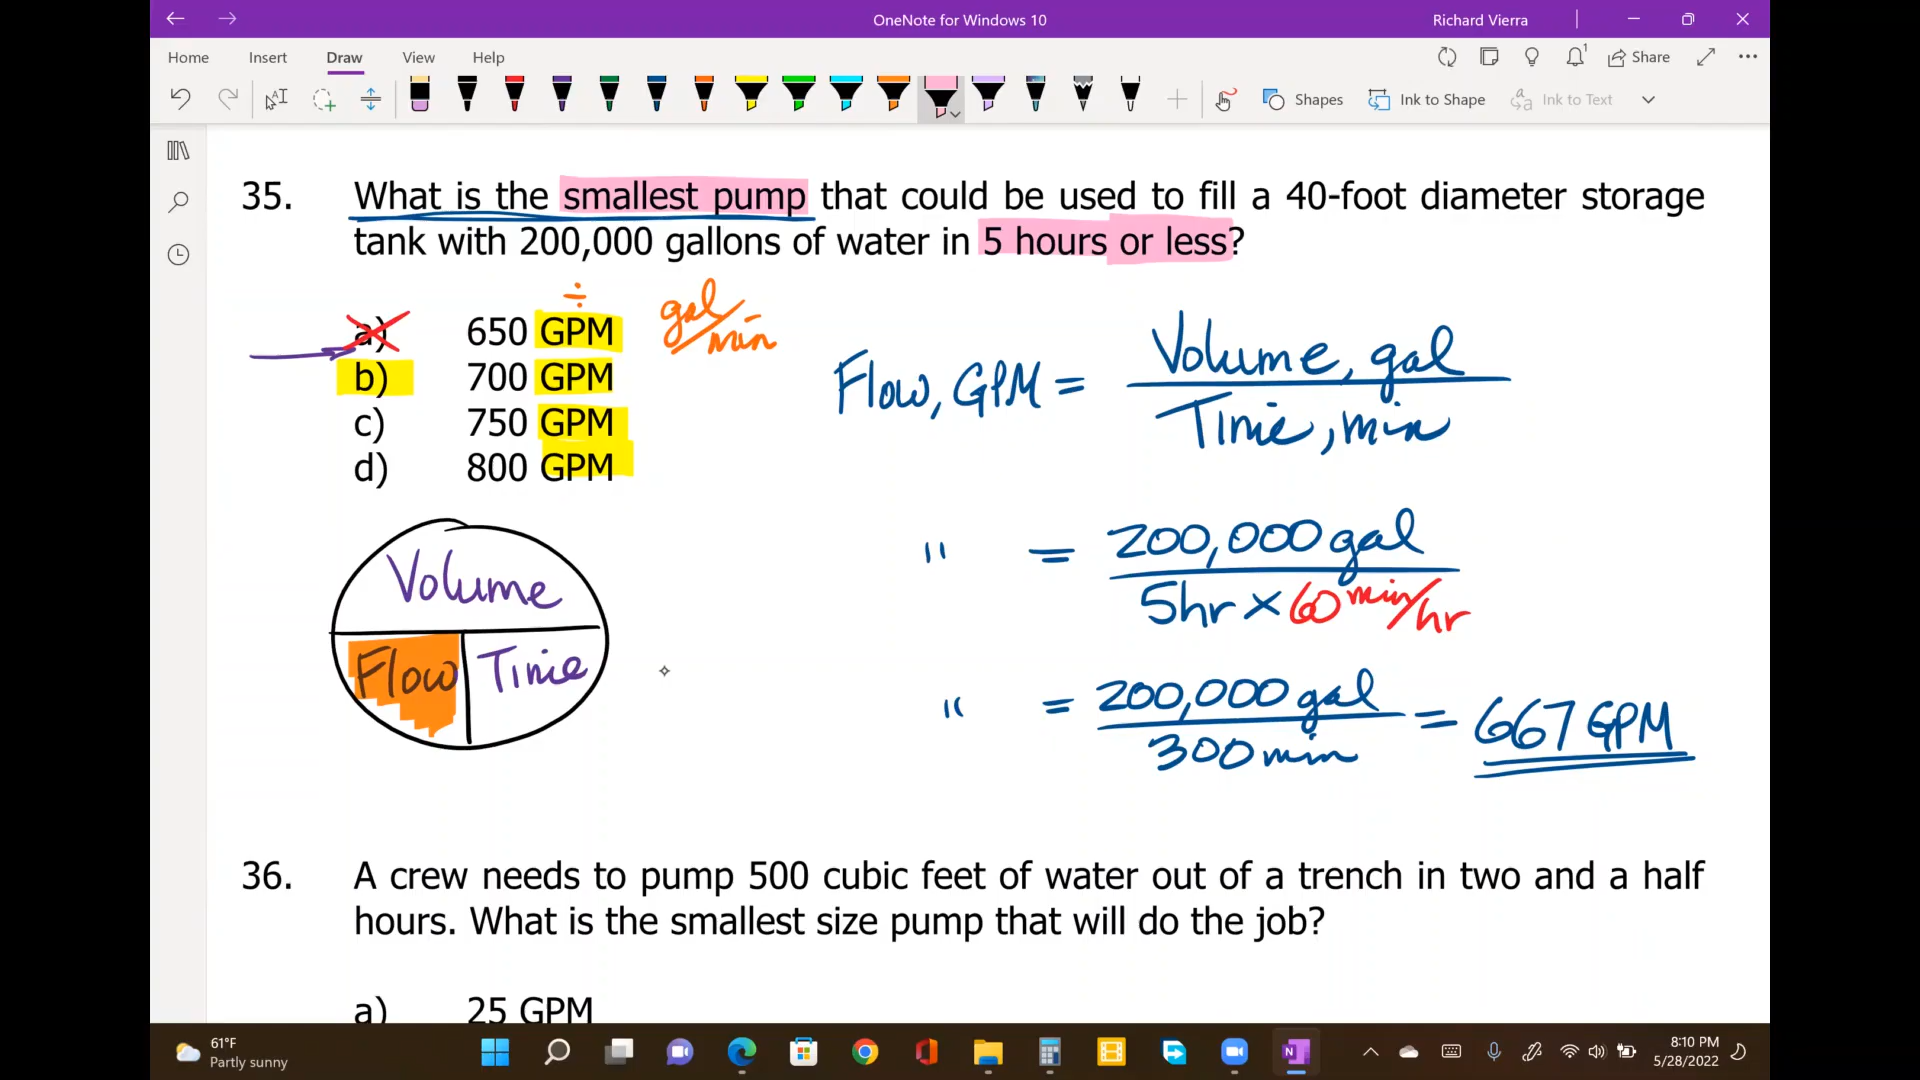 OneNote for Windows 10
Richard Vierra
Home Insert Draw View Help
1
Share
Shapes
Ink to Shape
Ink to Text
35. What is the smallest pump that could be used to fill a 40-foot diameter storage
tank with 200,000 gallons of water in 5 hours or less?
÷
a) 650 GPM
gal/min
b) 700 GPM
c) 750 GPM
d) 800 GPM
Flow, GPM = Volume, gal
Time, min
" = 200,000 gal
5hr × 60 min/hr
" = 200,000 gal = 667 GPM
300 min
Volume
Flow Time
36. A crew needs to pump 500 cubic feet of water out of a trench in two and a half
hours. What is the smallest size pump that will do the job?
a) 25 GPM
61°F
Partly sunny
N
8:10 PM
5/28/2022